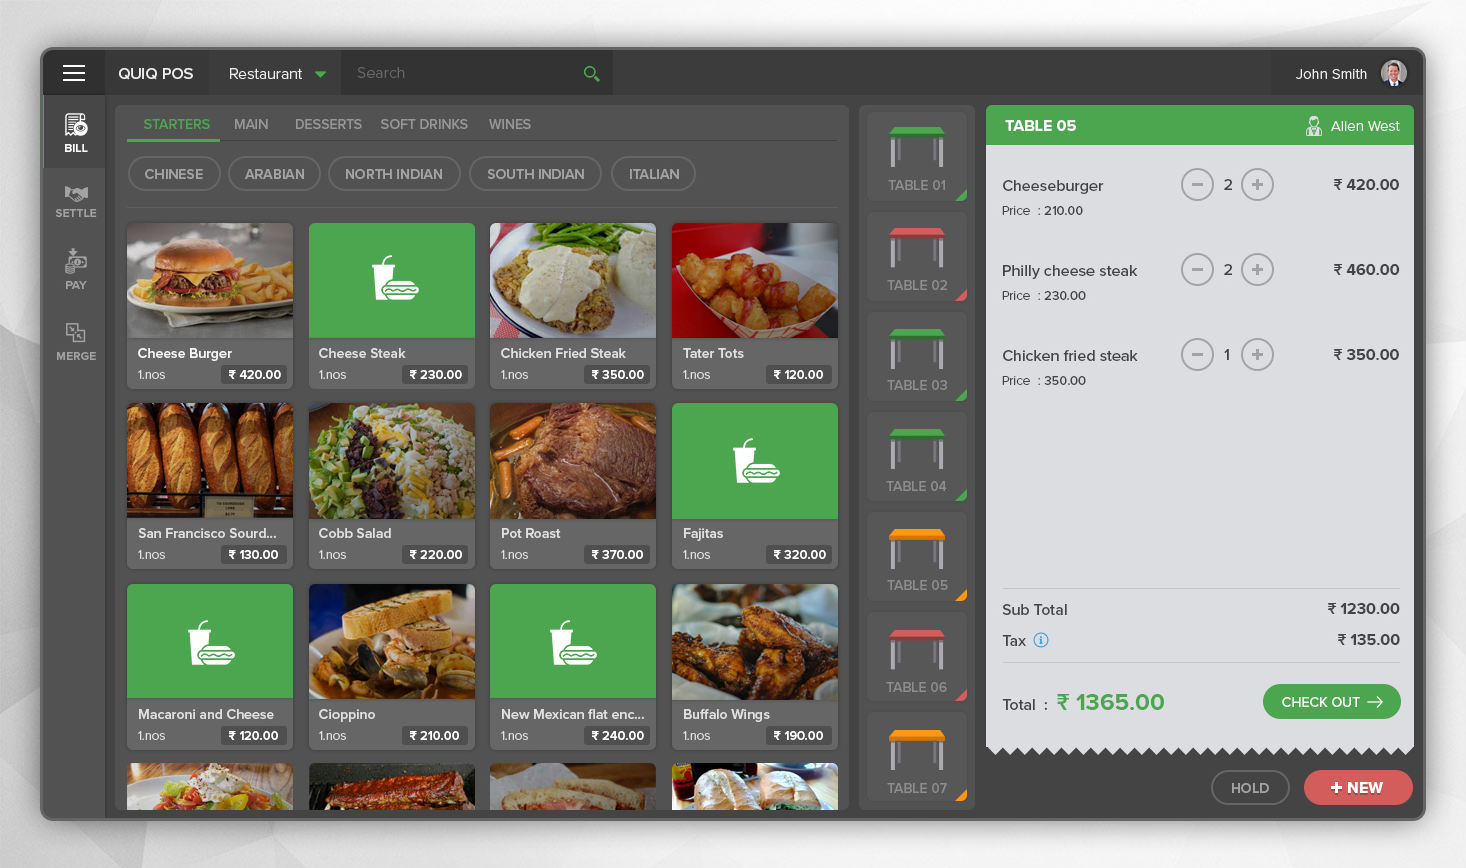 QUIQ POS
Restaurant
Search
John Smith
BILL
SETTLE
PAY
MERGE
STARTERS MAIN DESSERTS SOFT DRINKS WINES
CHINESE ARABIAN NORTH INDIAN SOUTH INDIAN ITALIAN
Cheese Burger
1.nos ₹ 420.00
Cheese Steak
1.nos ₹ 230.00
Chicken Fried Steak
1.nos ₹ 350.00
Tater Tots
1.nos ₹ 120.00
San Francisco Sourd...
1.nos ₹ 130.00
Cobb Salad
1.nos ₹ 220.00
Pot Roast
1.nos ₹ 370.00
Fajitas
1.nos ₹ 320.00
Macaroni and Cheese
1.nos ₹ 120.00
Cioppino
1.nos ₹ 210.00
New Mexican flat enc...
1.nos ₹ 240.00
Buffalo Wings
1.nos ₹ 190.00
TABLE 01
TABLE 02
TABLE 03
TABLE 04
TABLE 05
TABLE 06
TABLE 07
TABLE 05 Allen West
Cheeseburger 2 ₹ 420.00
Price : 210.00
Philly cheese steak 2 ₹ 460.00
Price : 230.00
Chicken fried steak 1 ₹ 350.00
Price : 350.00
Sub Total ₹ 1230.00
Tax ₹ 135.00
Total : ₹ 1365.00 CHECK OUT
HOLD + NEW